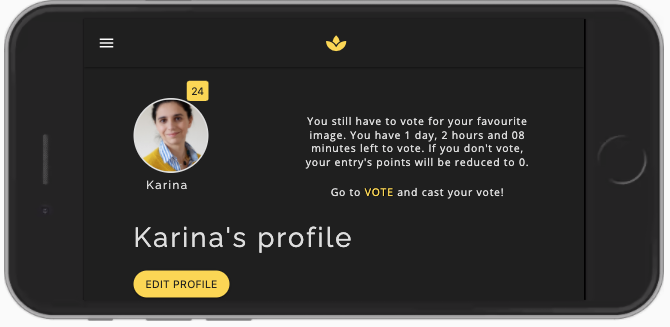 24
Karina
You still have to vote for your favourite
image. You have 1 day, 2 hours and 08
minutes left to vote. If you don't vote,
your entry's points will be reduced to 0.
Go to VOTE and cast your vote!
Karina's profile
EDIT PROFILE